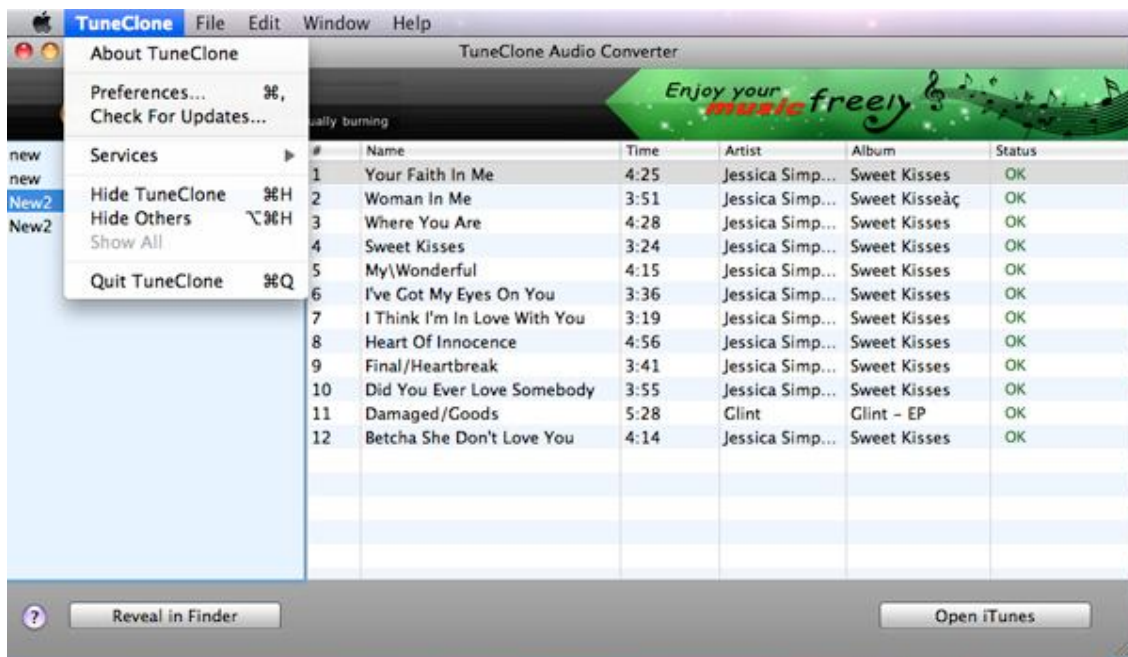 TuneClone File Edit Window Help
TuneClone Audio Converter
About TuneClone
Preferences... ⌘,
Check For Updates...
Services ▶
Hide TuneClone ⌘H
Hide Others ⌥⌘H
Show All
Quit TuneClone ⌘Q
Enjoy your music freely
ually burning
new
new
New2
New2
# Name Time Artist Album Status
1 Your Faith In Me 4:25 Jessica Simp... Sweet Kisses OK
2 Woman In Me 3:51 Jessica Simp... Sweet Kisseàç OK
3 Where You Are 4:28 Jessica Simp... Sweet Kisses OK
4 Sweet Kisses 3:24 Jessica Simp... Sweet Kisses OK
5 My\Wonderful 4:15 Jessica Simp... Sweet Kisses OK
6 I've Got My Eyes On You 3:36 Jessica Simp... Sweet Kisses OK
7 I Think I'm In Love With You 3:19 Jessica Simp... Sweet Kisses OK
8 Heart Of Innocence 4:56 Jessica Simp... Sweet Kisses OK
9 Final/Heartbreak 3:41 Jessica Simp... Sweet Kisses OK
10 Did You Ever Love Somebody 3:55 Jessica Simp... Sweet Kisses OK
11 Damaged/Goods 5:28 Glint Glint - EP OK
12 Betcha She Don't Love You 4:14 Jessica Simp... Sweet Kisses OK
? Reveal in Finder Open iTunes